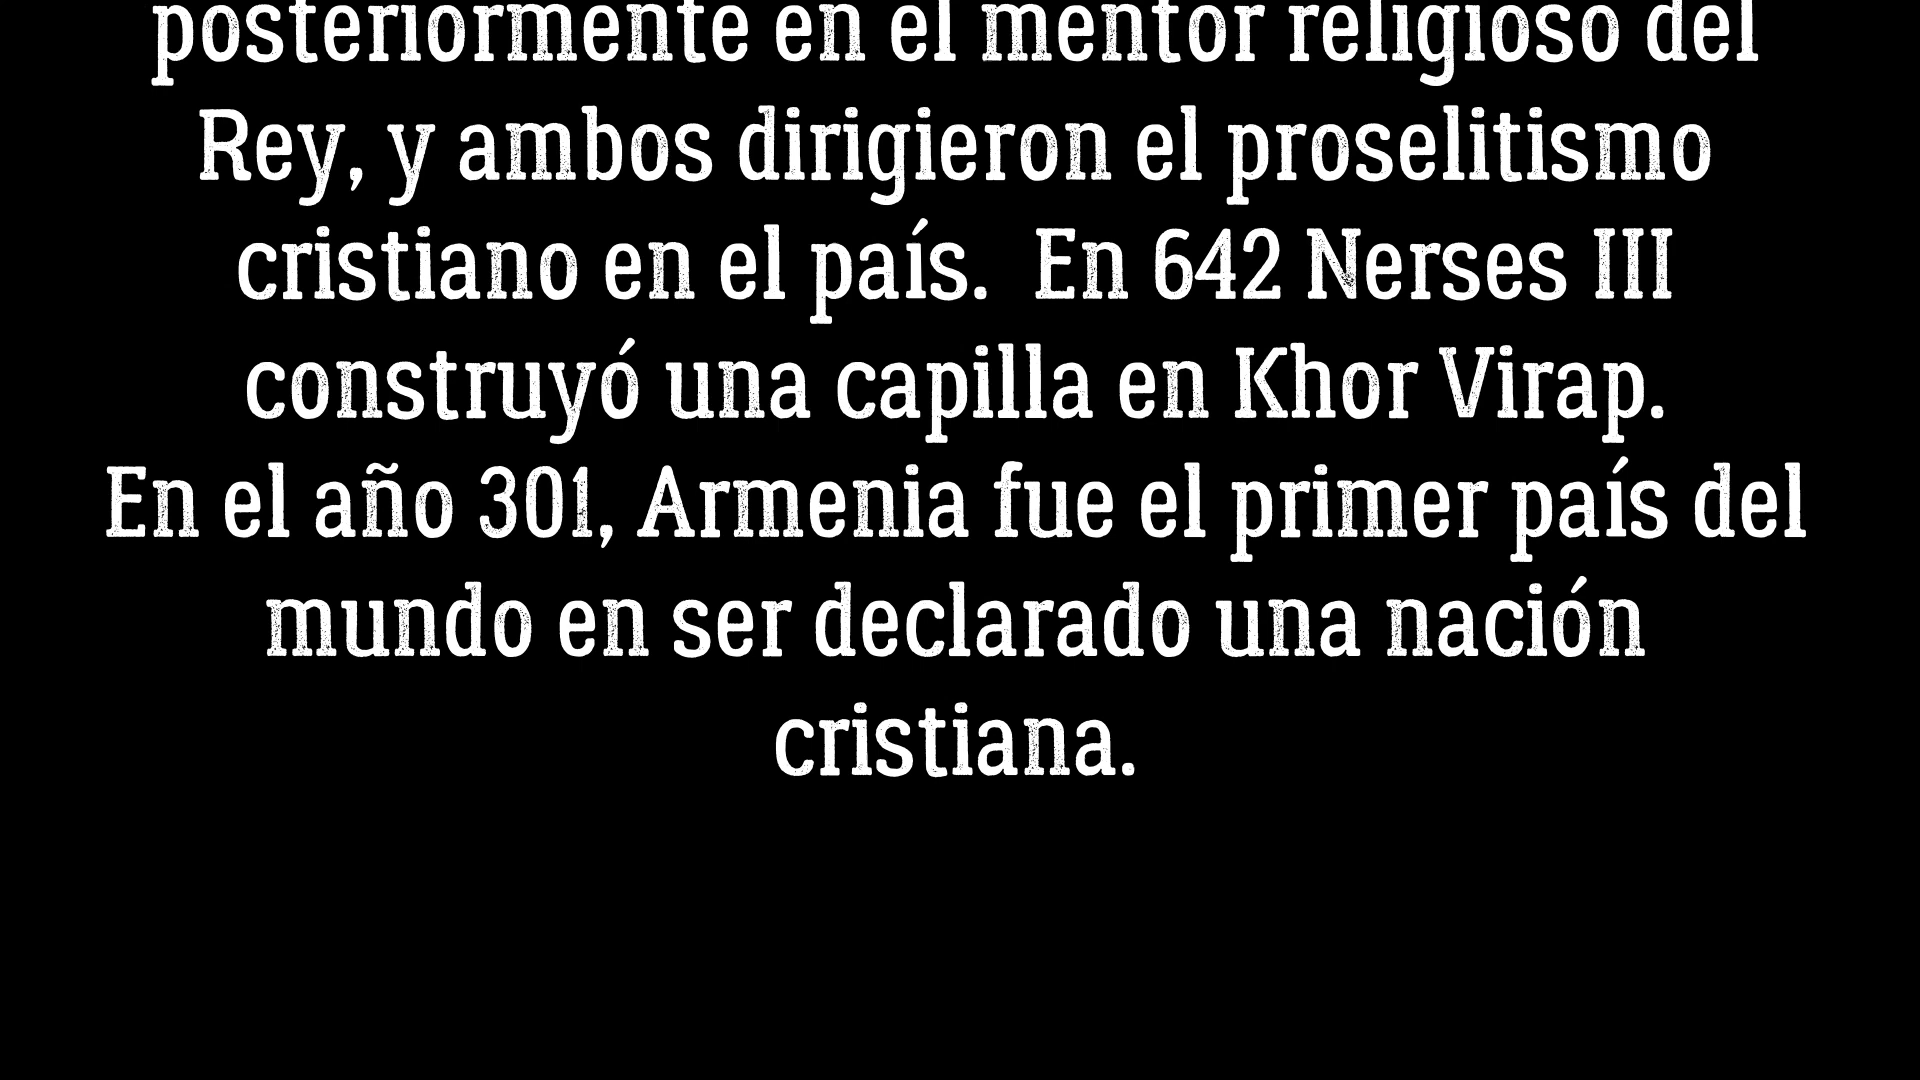 posteriormente en el mentor religioso del
Rey, y ambos dirigieron el proselitismo
cristiano en el país.  En 642 Nerses III
construyó una capilla en Khor Virap.
En el año 301, Armenia fue el primer país del
mundo en ser declarado una nación
cristiana.